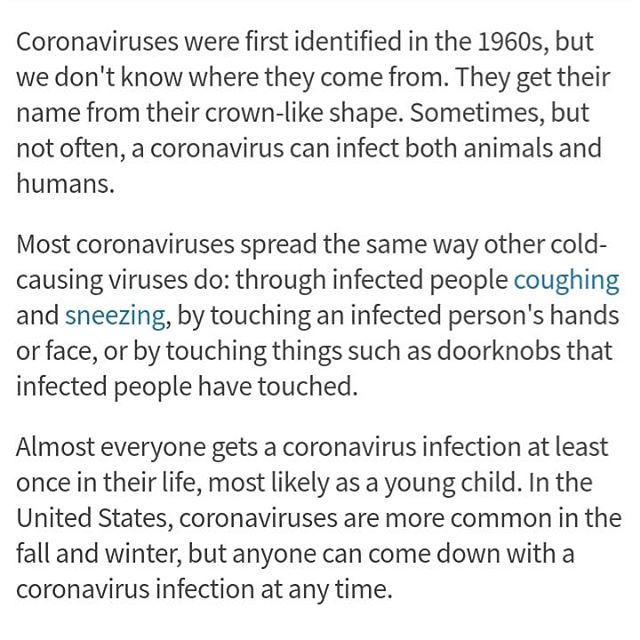 Coronaviruses were first identified in the 1960s, but
we don't know where they come from. They get their
name from their crown-like shape. Sometimes, but
not often, a coronavirus can infect both animals and
humans.
Most coronaviruses spread the same way other cold-
causing viruses do: through infected people coughing
and sneezing, by touching an infected person's hands
or face, or by touching things such as doorknobs that
infected people have touched.
Almost everyone gets a coronavirus infection at least
once in their life, most likely as a young child. In the
United States, coronaviruses are more common in the
fall and winter, but anyone can come down with a
coronavirus infection at any time.